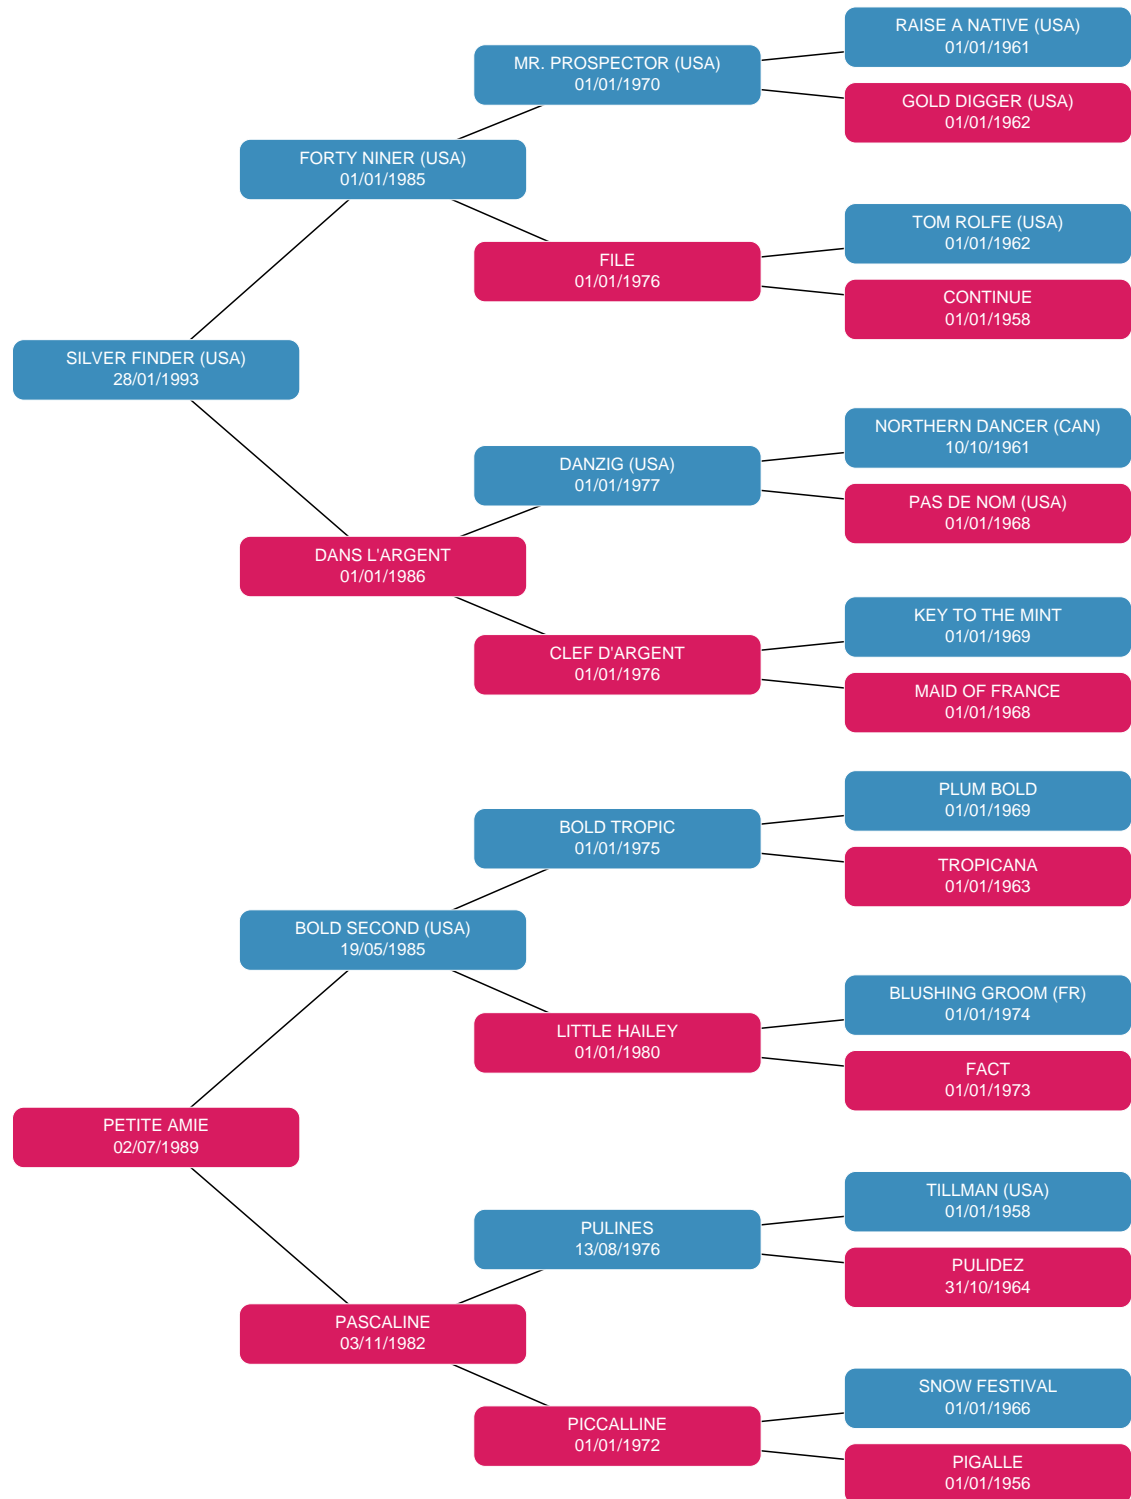 RAISE A NATIVE (USA)
01/01/1961
MR. PROSPECTOR (USA)
01/01/1970
GOLD DIGGER (USA)
01/01/1962
FORTY NINER (USA)
01/01/1985
TOM ROLFE (USA)
01/01/1962
FILE
01/01/1976
CONTINUE
01/01/1958
SILVER FINDER (USA)
28/01/1993
NORTHERN DANCER (CAN)
10/10/1961
DANZIG (USA)
01/01/1977
PAS DE NOM (USA)
01/01/1968
DANS L'ARGENT
01/01/1986
KEY TO THE MINT
01/01/1969
CLEF D'ARGENT
01/01/1976
MAID OF FRANCE
01/01/1968
PLUM BOLD
01/01/1969
BOLD TROPIC
01/01/1975
TROPICANA
01/01/1963
BOLD SECOND (USA)
19/05/1985
BLUSHING GROOM (FR)
01/01/1974
LITTLE HAILEY
01/01/1980
FACT
01/01/1973
PETITE AMIE
02/07/1989
TILLMAN (USA)
01/01/1958
PULINES
13/08/1976
PULIDEZ
31/10/1964
PASCALINE
03/11/1982
SNOW FESTIVAL
01/01/1966
PICCALLINE
01/01/1972
PIGALLE
01/01/1956